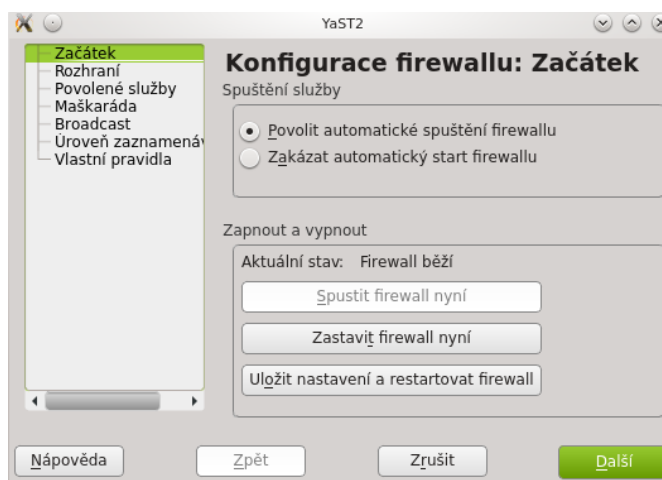 YaST2
Začátek
Rozhraní
Povolené služby
Maškaráda
Broadcast
Úroveň zaznamenáv
Vlastní pravidla
Konfigurace firewallu: Začátek
Spuštění služby
Povolit automatické spuštění firewallu
Zakázat automatický start firewallu
Zapnout a vypnout
Aktuální stav: Firewall běží
Spustit firewall nyní
Zastavit firewall nyní
Uložit nastavení a restartovat firewall
Nápověda
Zpět
Zrušit
Další